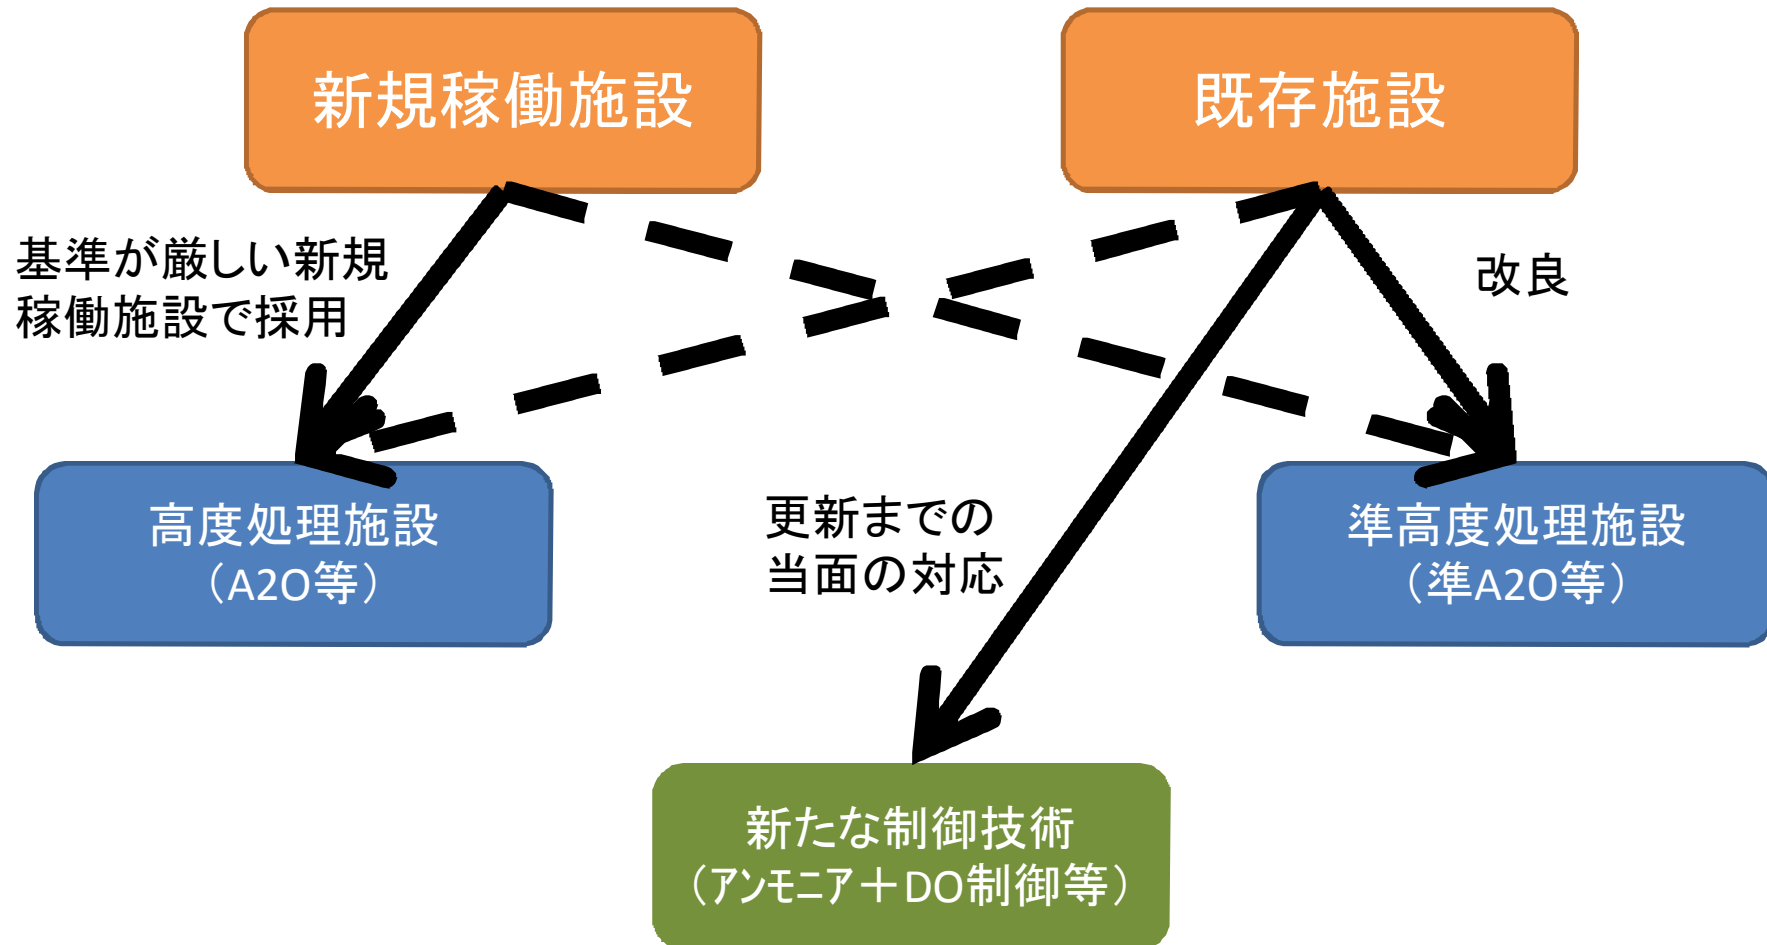 新規稼働施設
既存施設
基準が厳しい新規
稼働施設で採用
改良
高度処理施設
（A2O等）
更新までの
当面の対応
準高度処理施設
（準A2O等）
新たな制御技術
（アンモニア＋DO制御等）